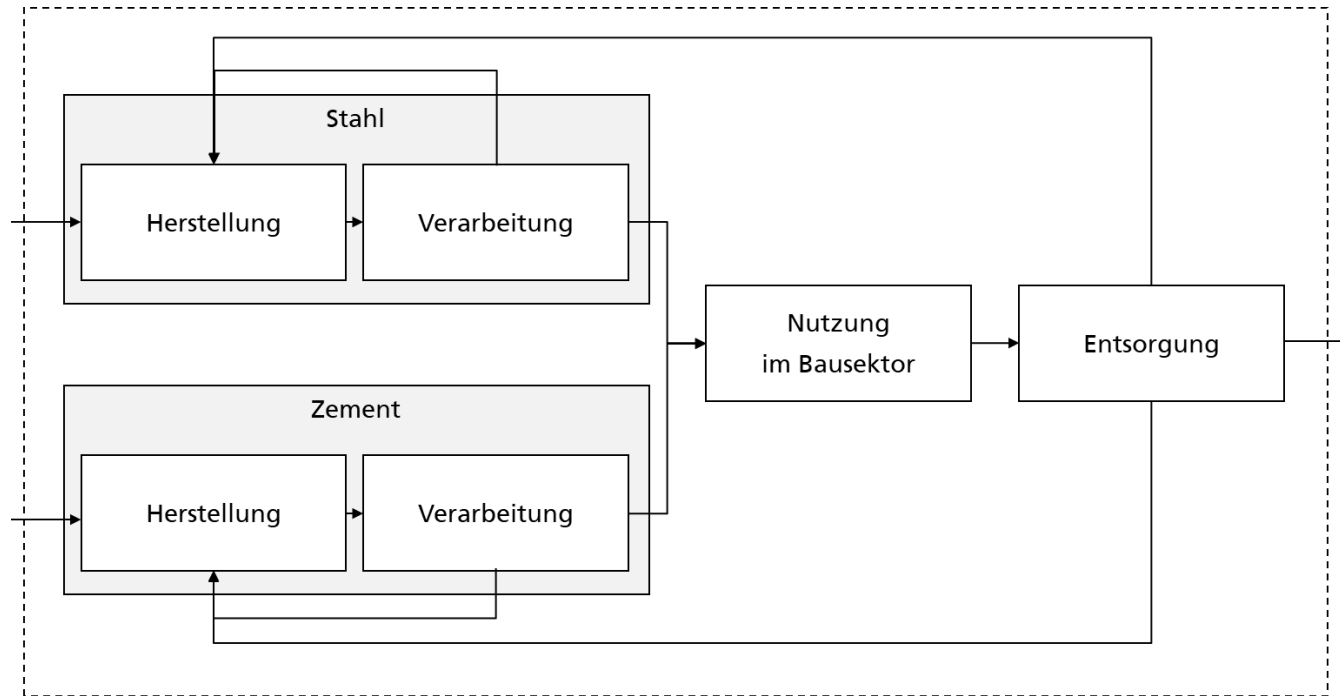 Stahl
Herstellung
Verarbeitung
Nutzung
im Bausektor
Entsorgung
Zement
Herstellung
Verarbeitung